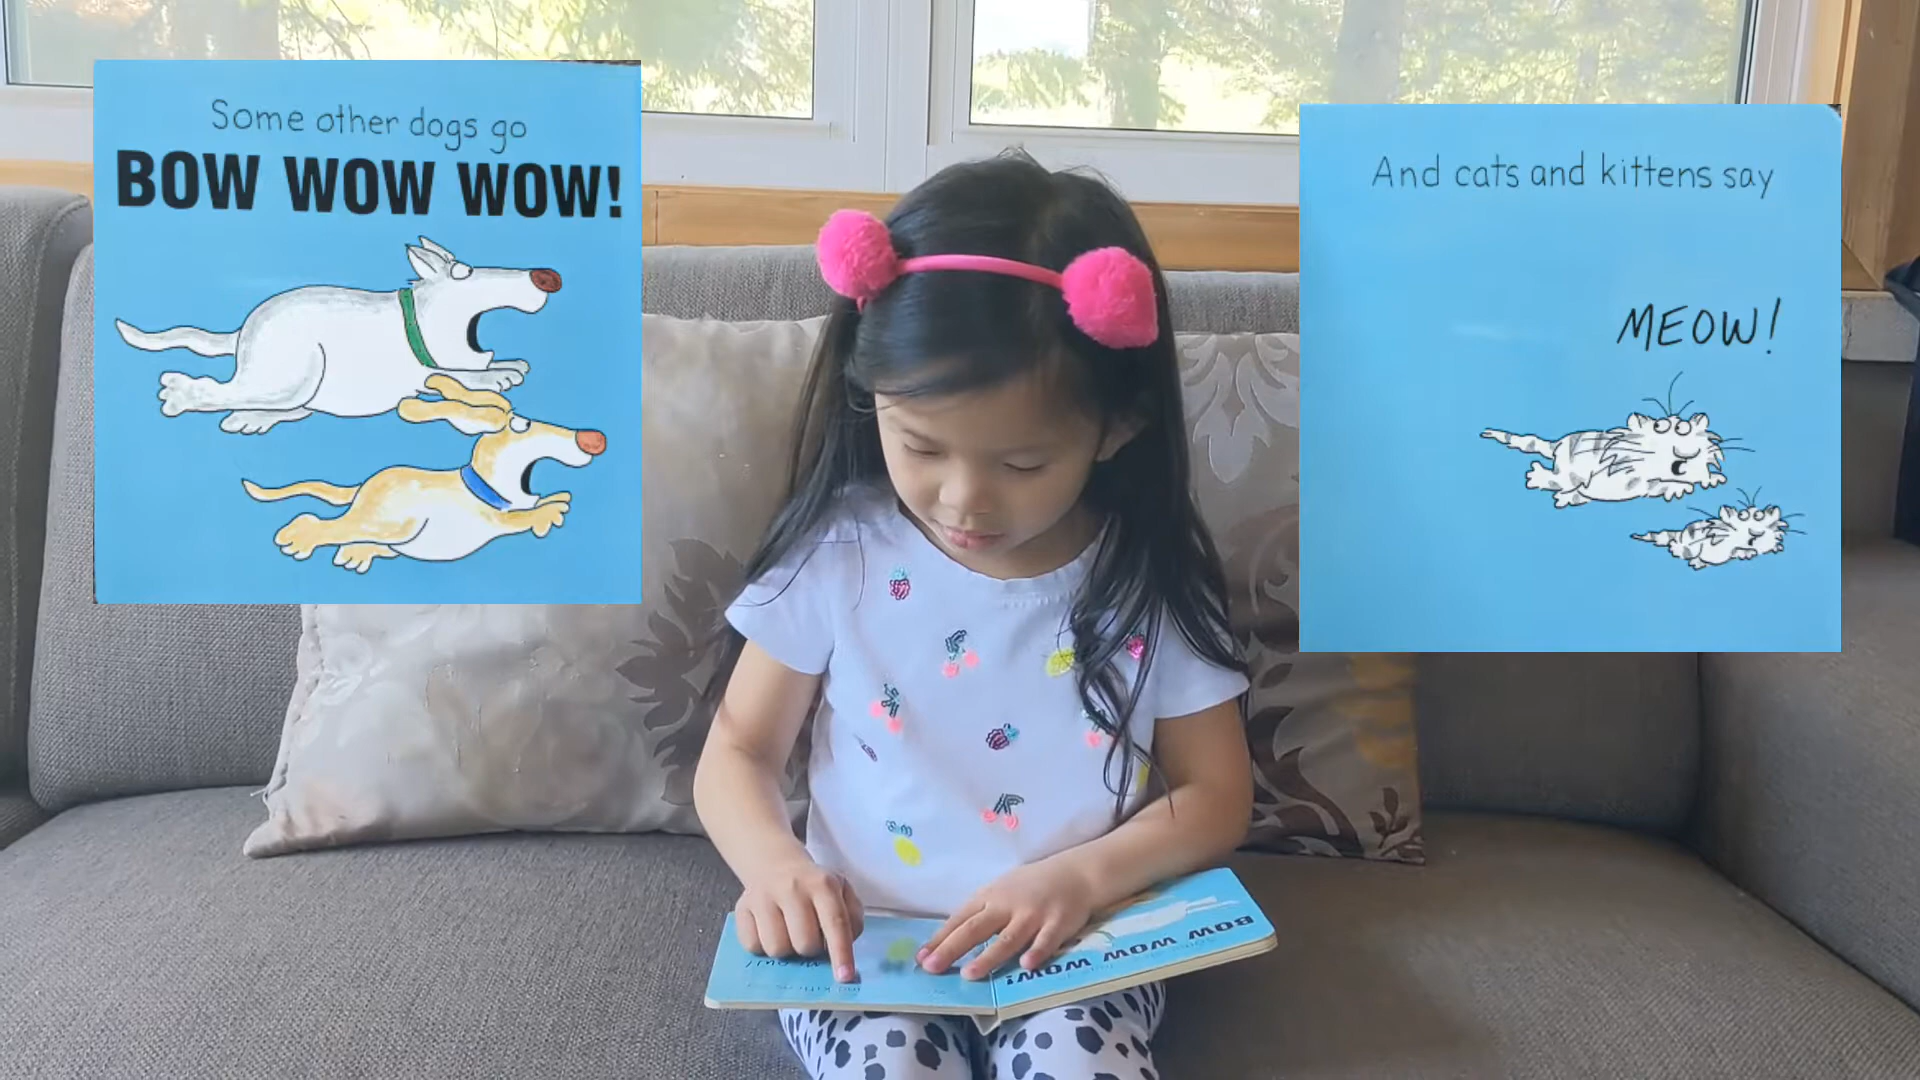 Some other dogs go
BOW WOW WOW!
And cats and kittens say
MEOW!
BOW WOW WOW!